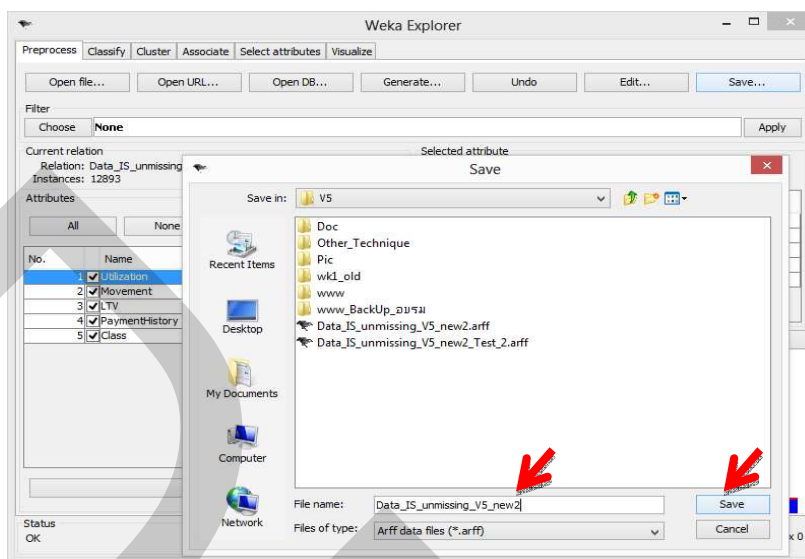 Weka Explorer
Preprocess Classify Cluster Associate Select attributes Visualize
Open file... Open URL... Open DB... Generate... Undo Edit... Save...
Filter
Choose None Apply
Current relation Selected attribute
Relation: Data_IS_unmissing
Instances: 12893
Attributes
All None
No. Name
1 Utilization
2 Movement
3 LTV
4 PaymentHistory
5 Class
Status
OK
x 0
Save
Save in: V5
Recent Items
Desktop
My Documents
Computer
Network
Doc
Other_Technique
Pic
wk1_old
www
www_BackUp_อบรม
Data_IS_unmissing_V5_new2.arff
Data_IS_unmissing_V5_new2_Test_2.arff
File name: Data_IS_unmissing_V5_new2 Save
Files of type: Arff data files (*.arff) Cancel